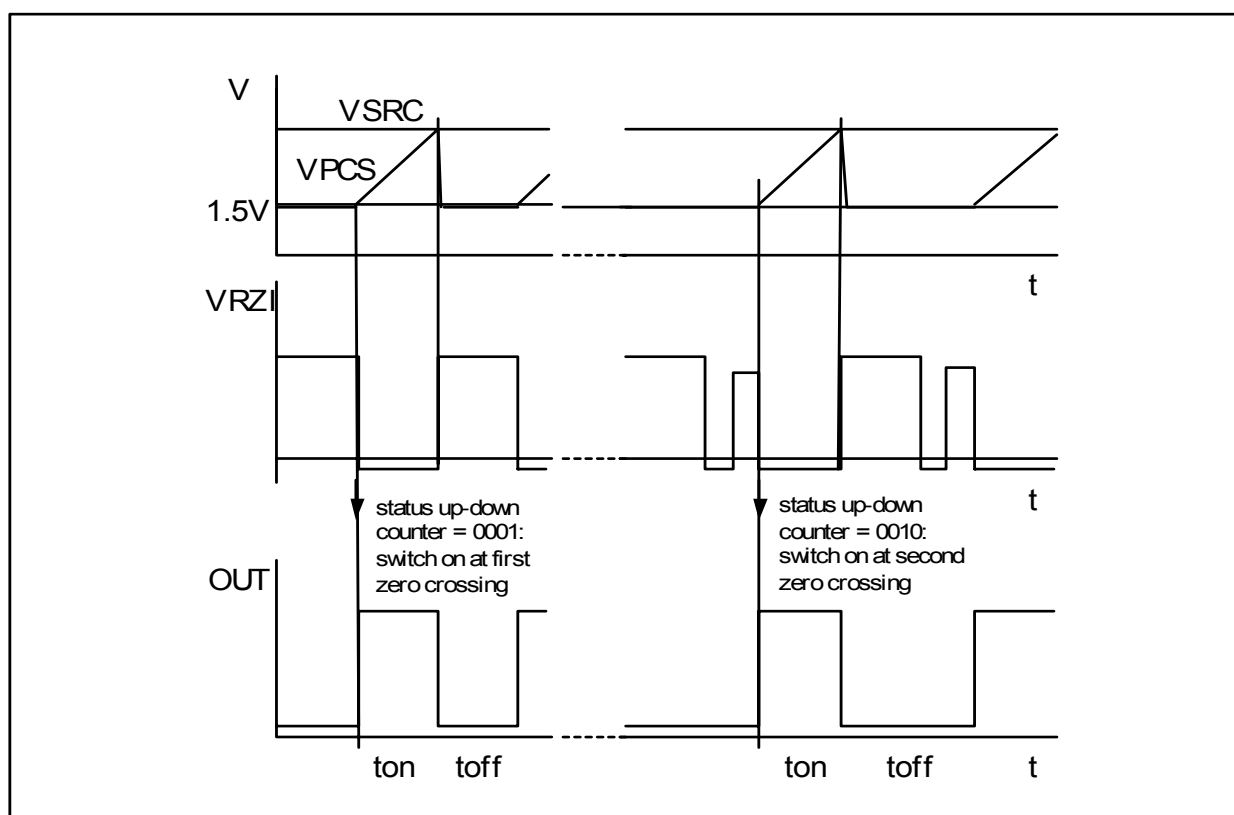 V
VSRC
VPCS
1.5V
t
VRZI
t
status up-down
counter = 0001:
switch on at first
zero crossing
status up-down
counter = 0010:
switch on at second
zero crossing
OUT
ton
toff
ton
toff
t